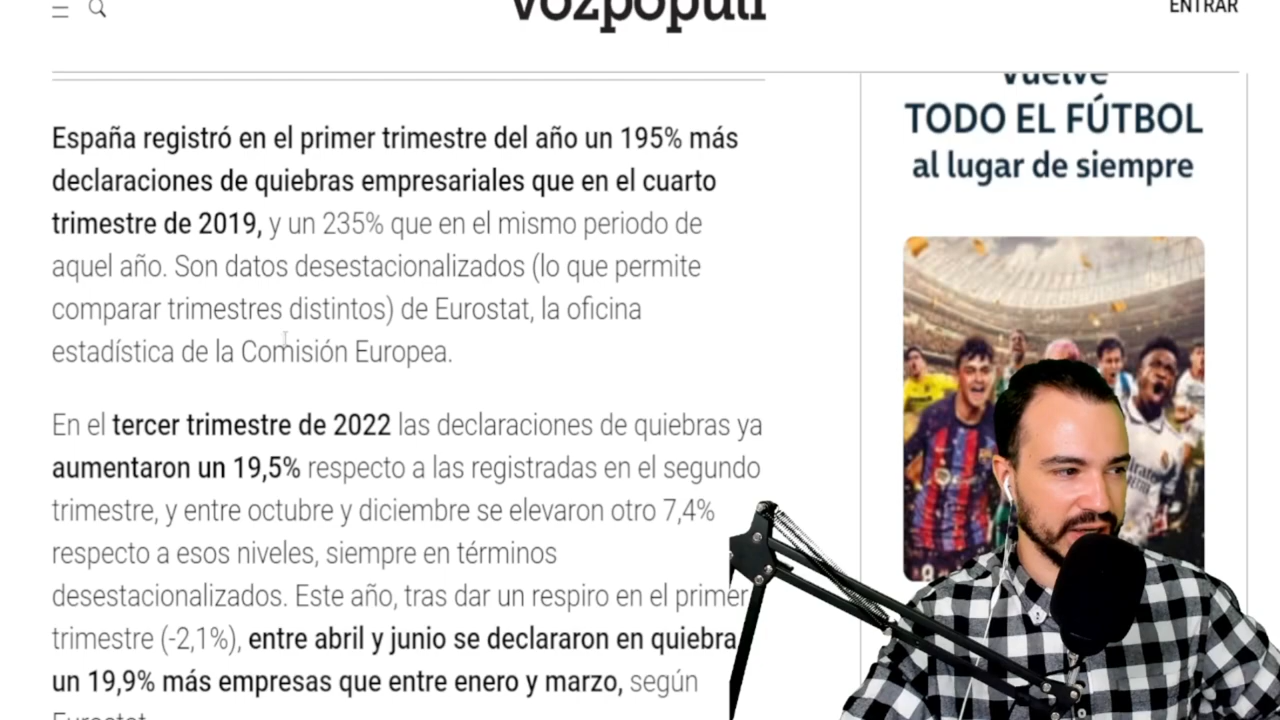 vozpópuli
ENTRAR
España registró en el primer trimestre del año un 195% más
declaraciones de quiebras empresariales que en el cuarto
trimestre de 2019, y un 235% que en el mismo periodo de
aquel año. Son datos desestacionalizados (lo que permite
comparar trimestres distintos) de Eurostat, la oficina
estadística de la Comisión Europea.
En el tercer trimestre de 2022 las declaraciones de quiebras ya
aumentaron un 19,5% respecto a las registradas en el segundo
trimestre, y entre octubre y diciembre se elevaron otro 7,4%
respecto a esos niveles, siempre en términos
desestacionalizados. Este año, tras dar un respiro en el primer
trimestre (-2,1%), entre abril y junio se declararon en quiebra
un 19,9% más empresas que entre enero y marzo, según
Eurostat.
Vuelve
TODO EL FÚTBOL
al lugar de siempre